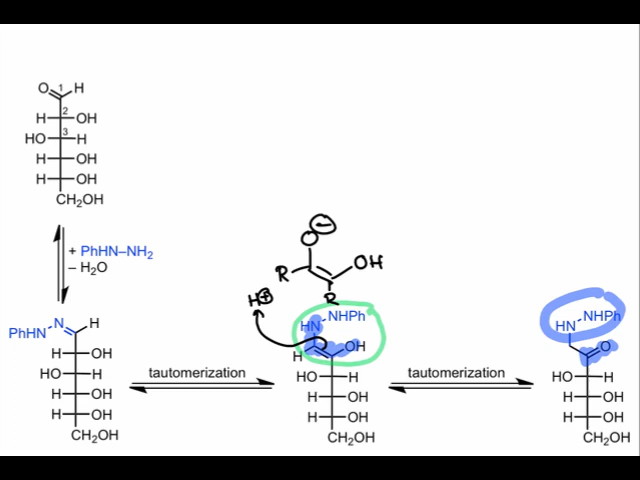 O 1 H
2
H OH
3
HO H
H OH
H OH
CH₂OH
+ PhHN–NH₂
– H₂O
PhHN N H
H OH
HO H
H OH
H OH
CH₂OH
tautomerization
O ⊖
R OH
R
H⊕
HN NHPh
H OH
HO H
H OH
H OH
CH₂OH
tautomerization
HN NHPh
O
HO H
H OH
H OH
CH₂OH